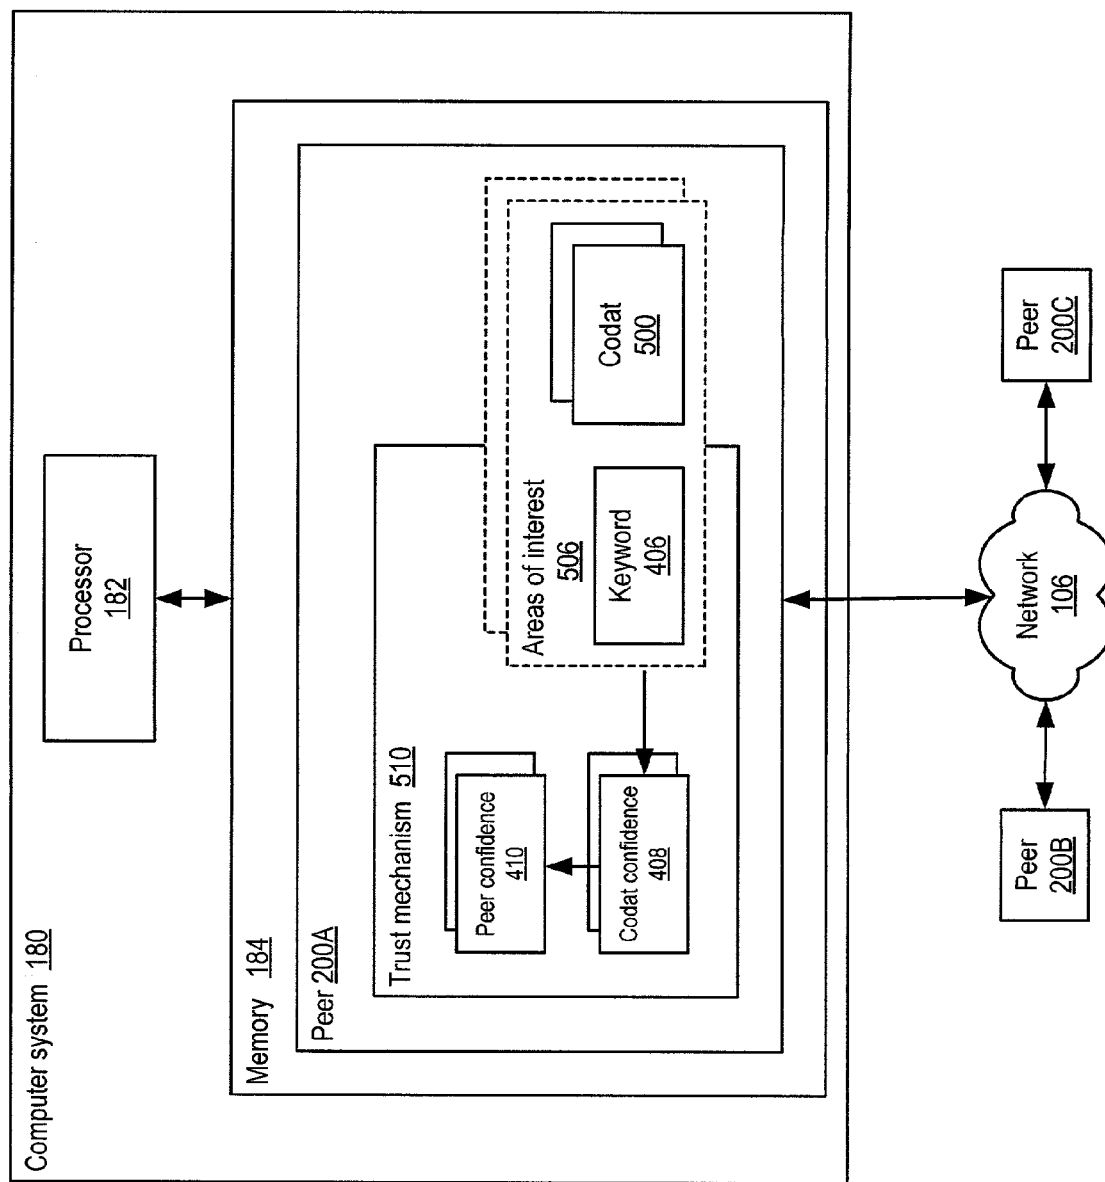 Computer system 180
Processor
182
Memory 184
Peer 200A
Trust mechanism 510
Peer confidence
410
Codat confidence
408
Areas of interest
506
Keyword
406
Codat
500
Network
106
Peer
200B
Peer
200C